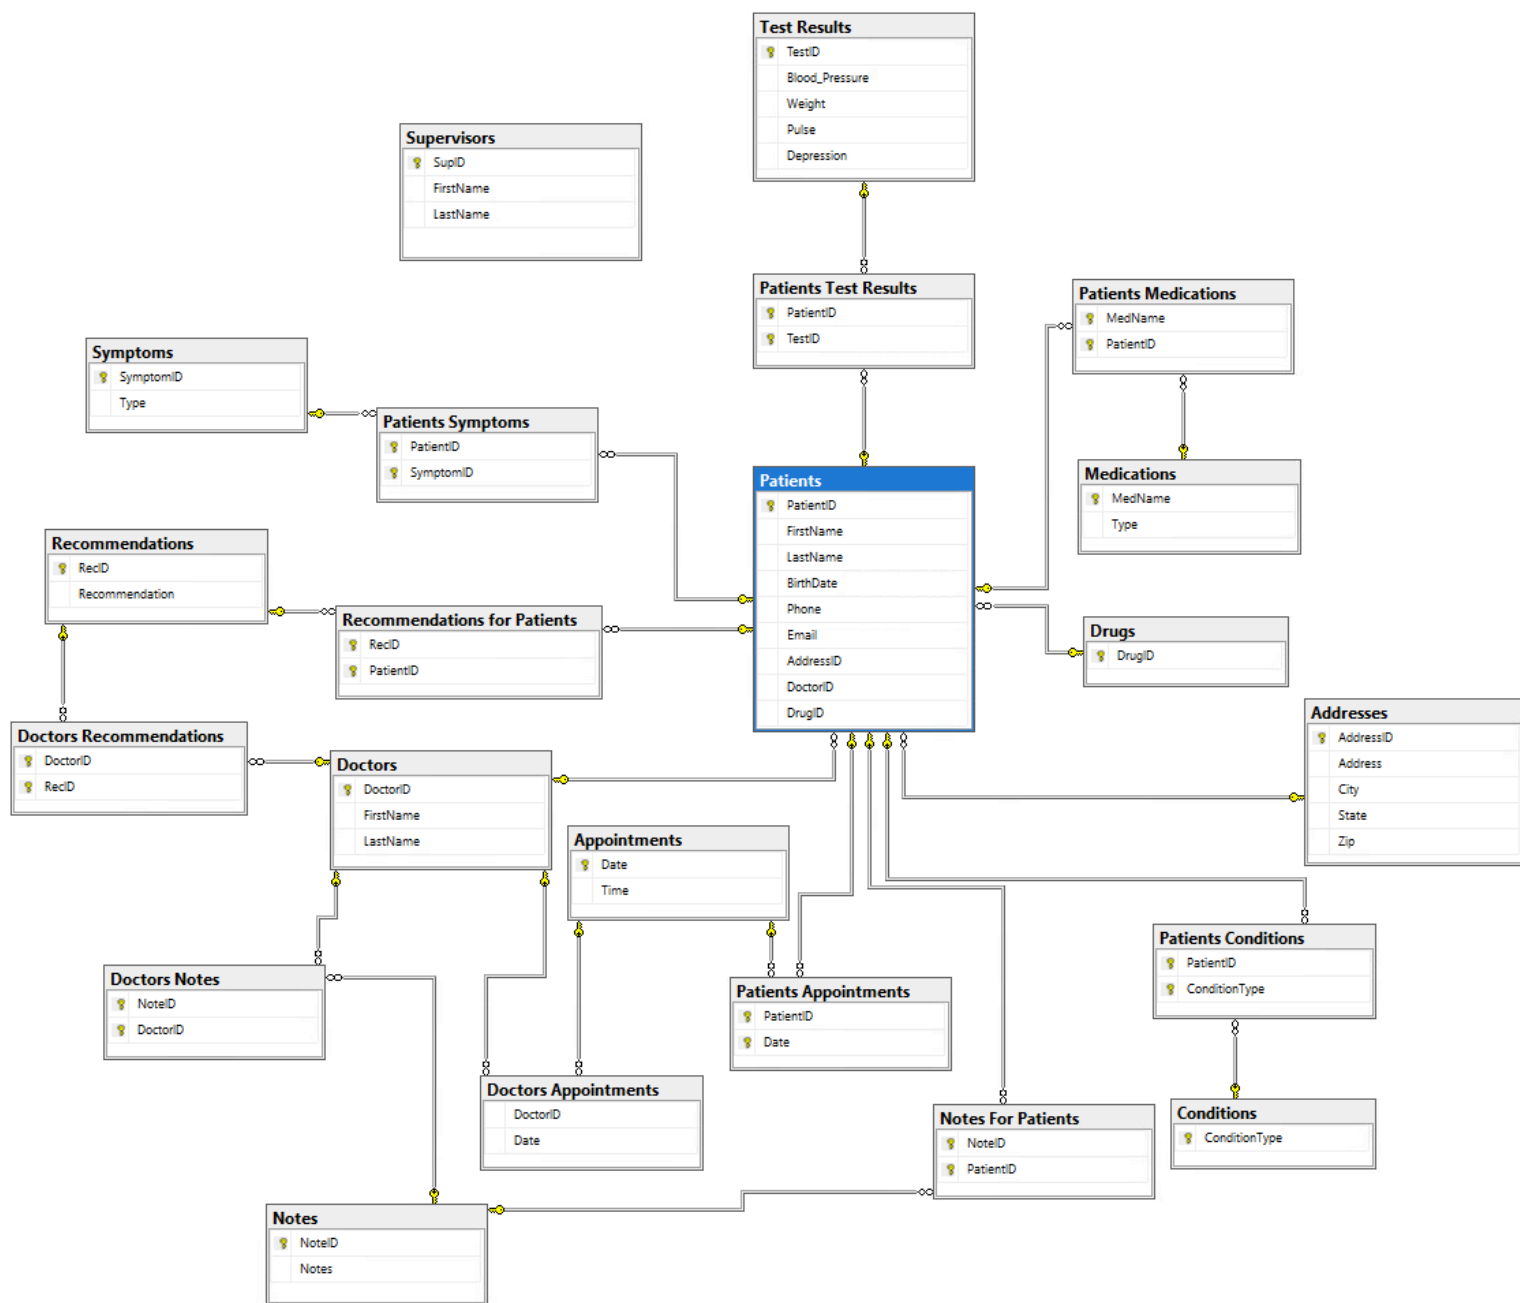 Test Results
TestID
Blood_Pressure
Weight
Pulse
Depression
Supervisors
SupID
FirstName
LastName
Patients Test Results
PatientID
TestID
Patients Medications
MedName
PatientID
Symptoms
SymptomID
Type
Patients Symptoms
PatientID
SymptomID
Patients
PatientID
FirstName
LastName
BirthDate
Phone
Email
AddressID
DoctorID
DrugID
Medications
MedName
Type
Recommendations
RecID
Recommendation
Recommendations for Patients
RecID
PatientID
Drugs
DrugID
Addresses
AddressID
Address
City
State
Zip
Doctors Recommendations
DoctorID
RecID
Doctors
DoctorID
FirstName
LastName
Appointments
Date
Time
Patients Conditions
PatientID
ConditionType
Doctors Notes
NoteID
DoctorID
Patients Appointments
PatientID
Date
Doctors Appointments
DoctorID
Date
Notes For Patients
NoteID
PatientID
Conditions
ConditionType
Notes
NoteID
Notes